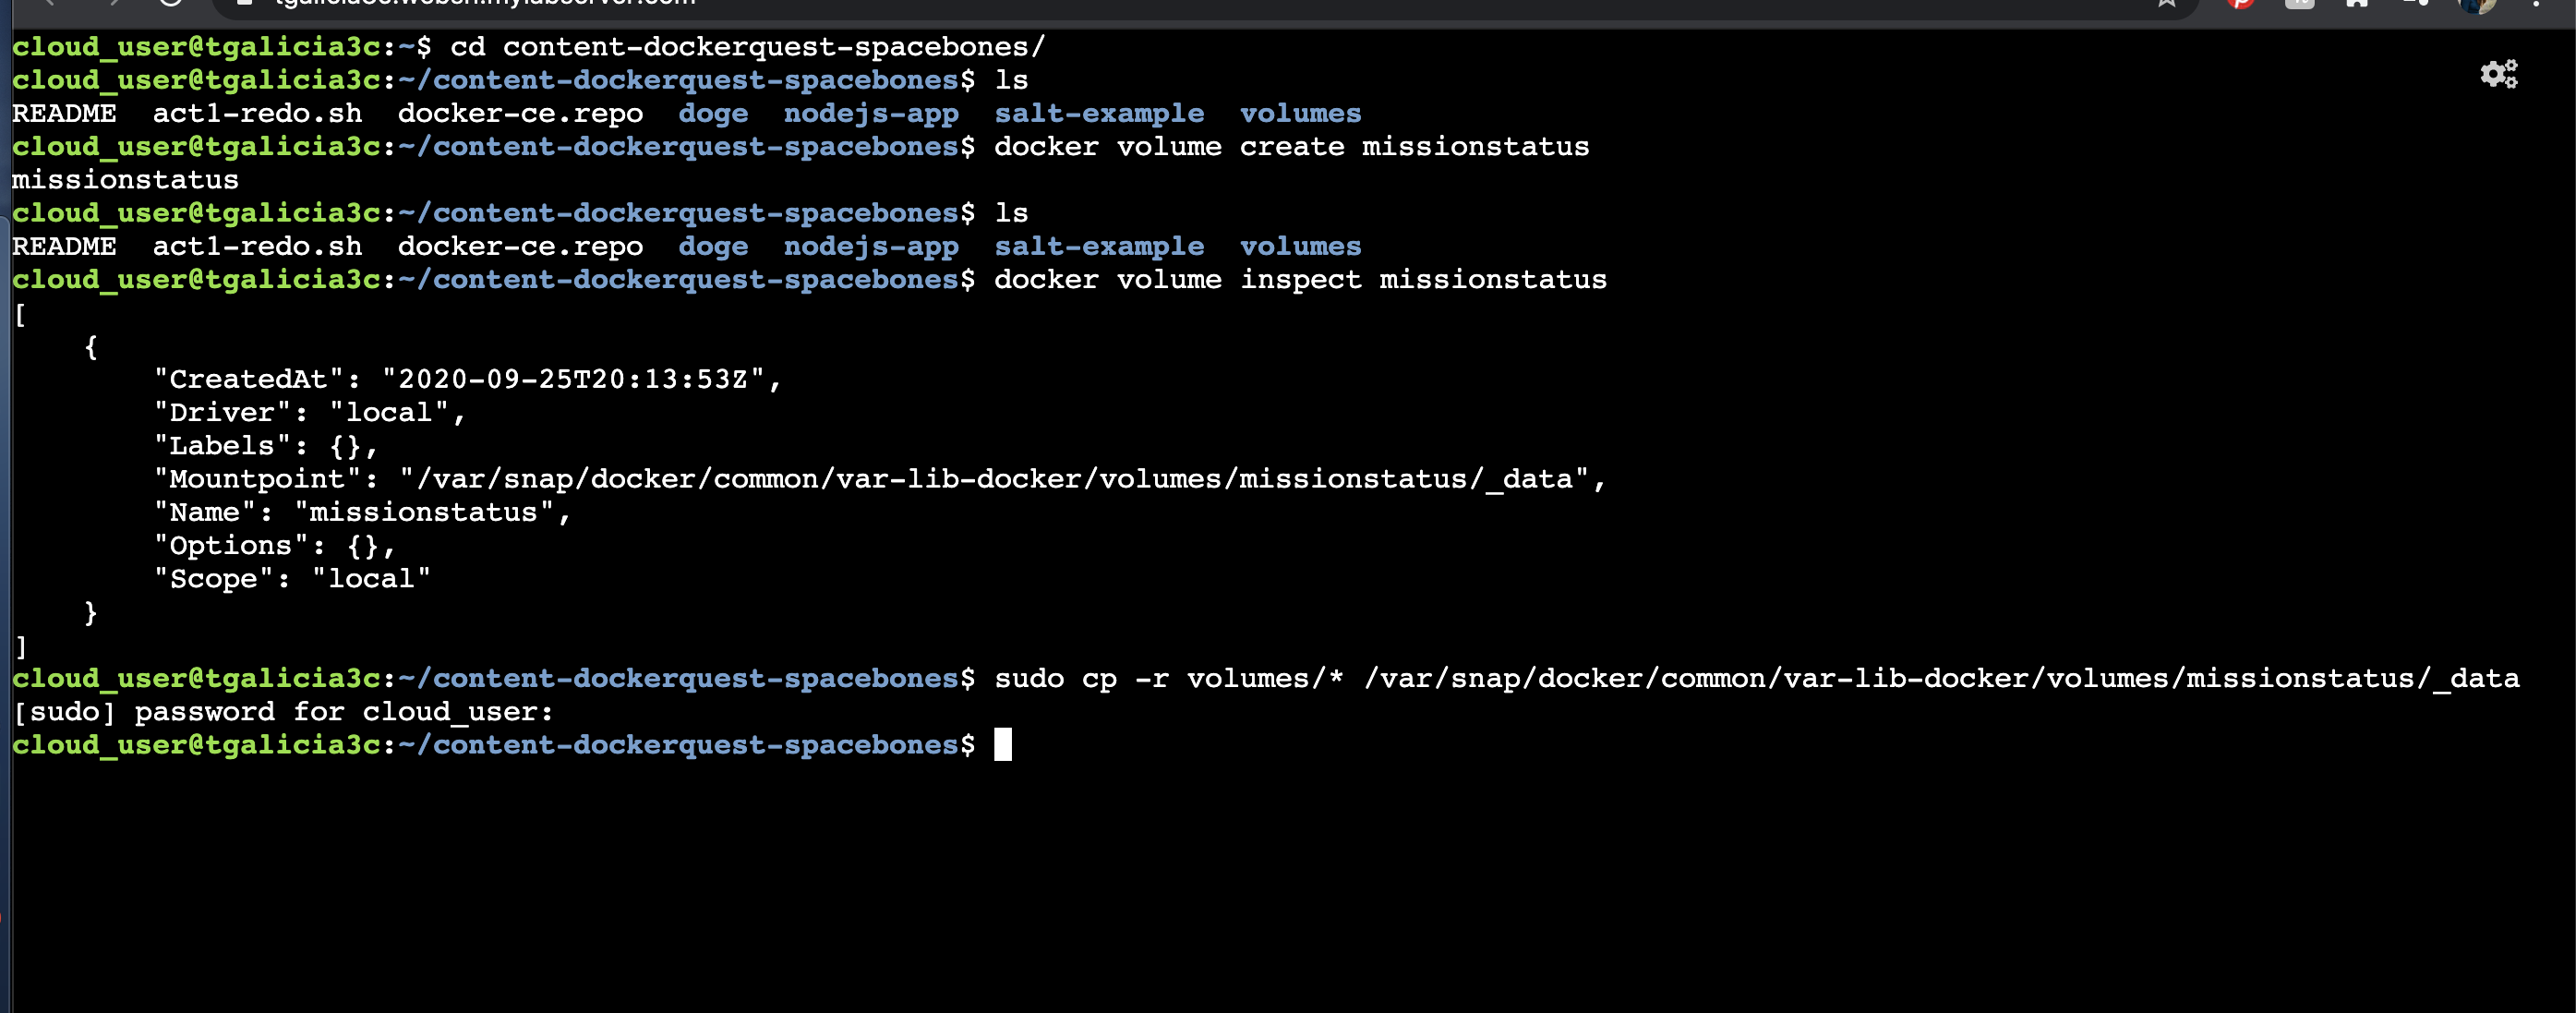 cloud_user@tgalicia3c:~$ cd content-dockerquest-spacebones/
cloud_user@tgalicia3c:~/content-dockerquest-spacebones$ ls
README  act1-redo.sh  docker-ce.repo  doge  nodejs-app  salt-example  volumes
cloud_user@tgalicia3c:~/content-dockerquest-spacebones$ docker volume create missionstatus
missionstatus
cloud_user@tgalicia3c:~/content-dockerquest-spacebones$ ls
README  act1-redo.sh  docker-ce.repo  doge  nodejs-app  salt-example  volumes
cloud_user@tgalicia3c:~/content-dockerquest-spacebones$ docker volume inspect missionstatus
[
    {
        "CreatedAt": "2020-09-25T20:13:53Z",
        "Driver": "local",
        "Labels": {},
        "Mountpoint": "/var/snap/docker/common/var-lib-docker/volumes/missionstatus/_data",
        "Name": "missionstatus",
        "Options": {},
        "Scope": "local"
    }
]
cloud_user@tgalicia3c:~/content-dockerquest-spacebones$ sudo cp -r volumes/* /var/snap/docker/common/var-lib-docker/volumes/missionstatus/_data
[sudo] password for cloud_user:
cloud_user@tgalicia3c:~/content-dockerquest-spacebones$